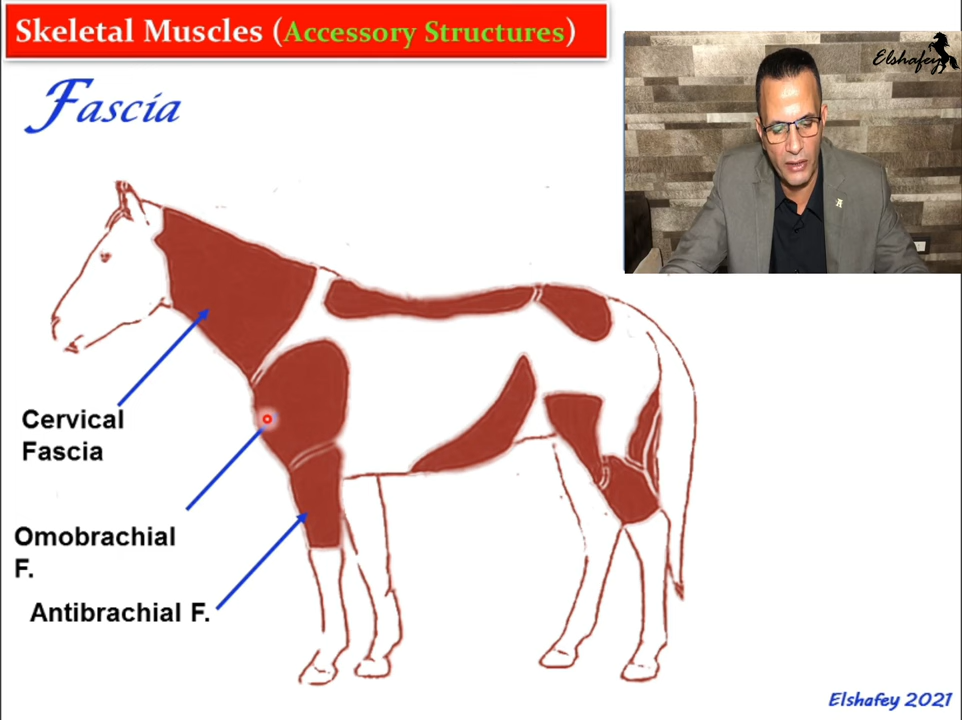 Skeletal Muscles (Accessory Structures)
Elshafey
Fascia
Cervical
Fascia
Omobrachial
F.
Antibrachial F.
Elshafey 2021